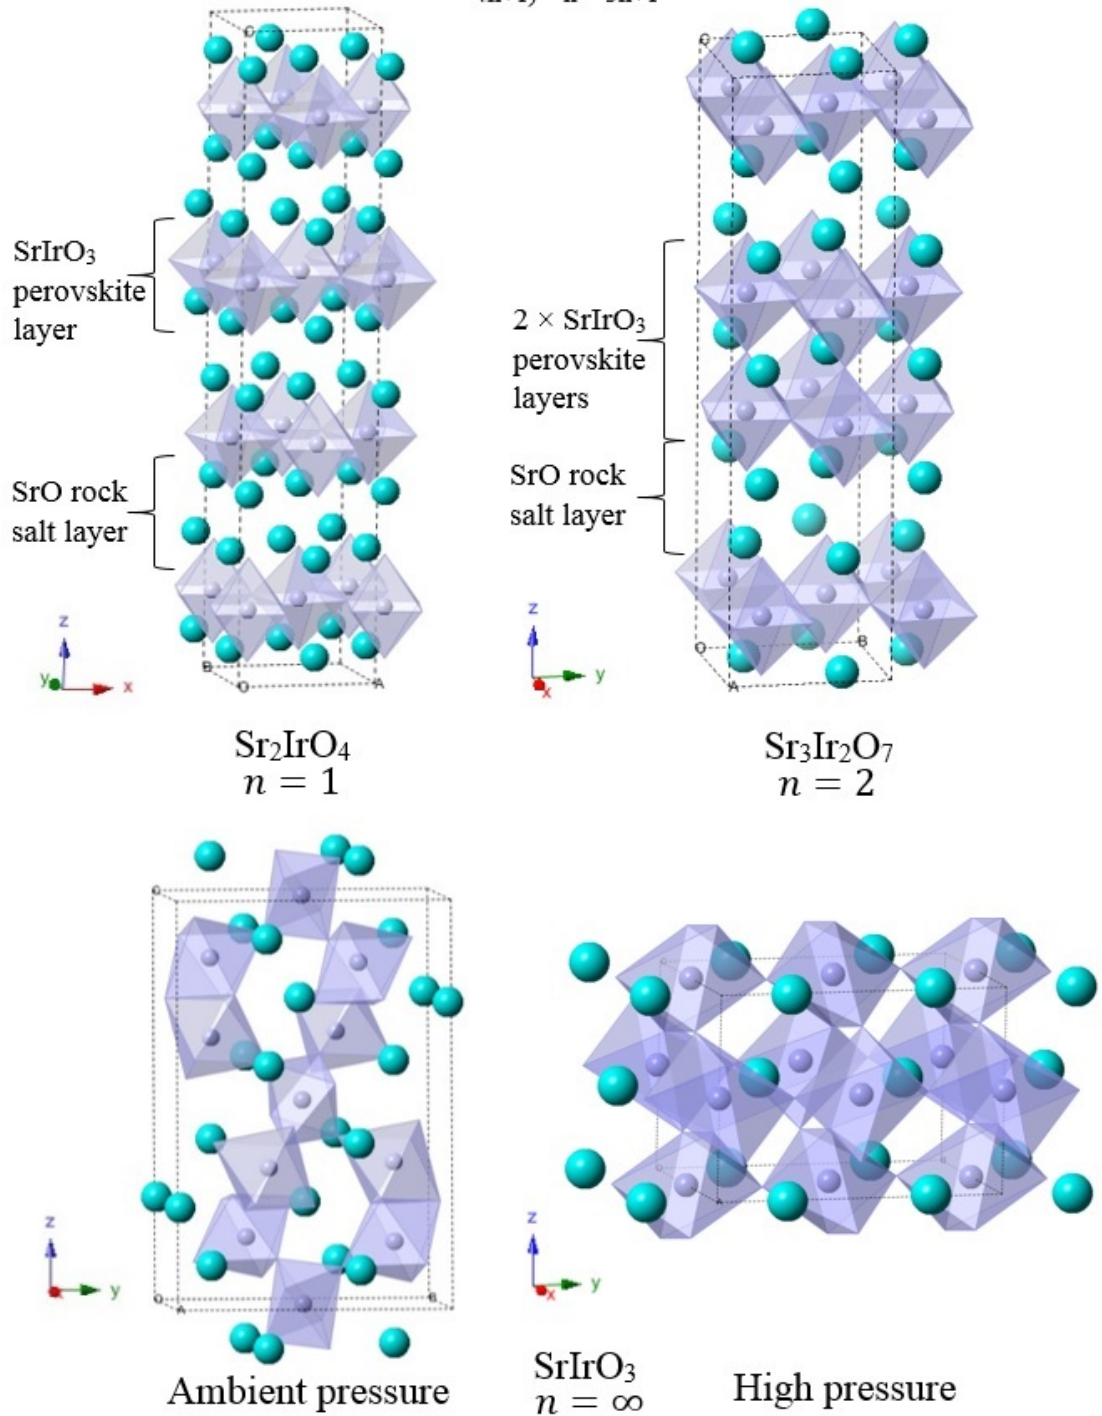 C
C
SrIrO₃
perovskite
layer
2 × SrIrO₃
perovskite
layers
SrO rock
salt layer
SrO rock
salt layer
z
y
x
B
O
A
z
y
x
O
B
A
Sr₂IrO₄
n = 1
Sr₃Ir₂O₇
n = 2
C
z
y
x
O
A
B
z
y
x
A
Ambient pressure
SrIrO₃
n = ∞
High pressure